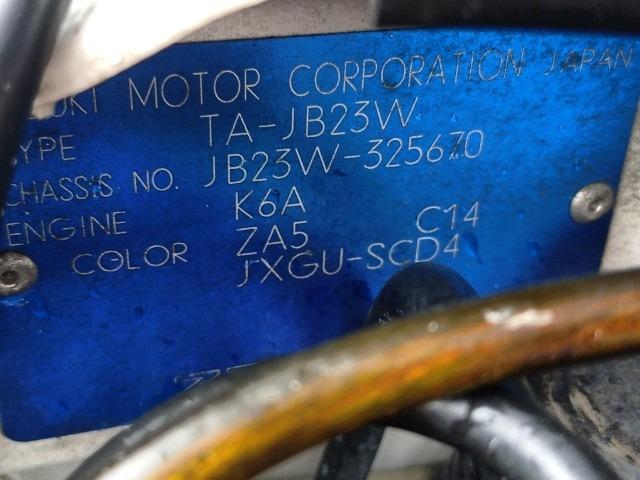 MOTOR CORPORATION JAPAN
TA-JB23W
CHASSIS NO. JB23W-325670
ENGINE K6A
COLOR ZA5 C14
JXGU-SCD4